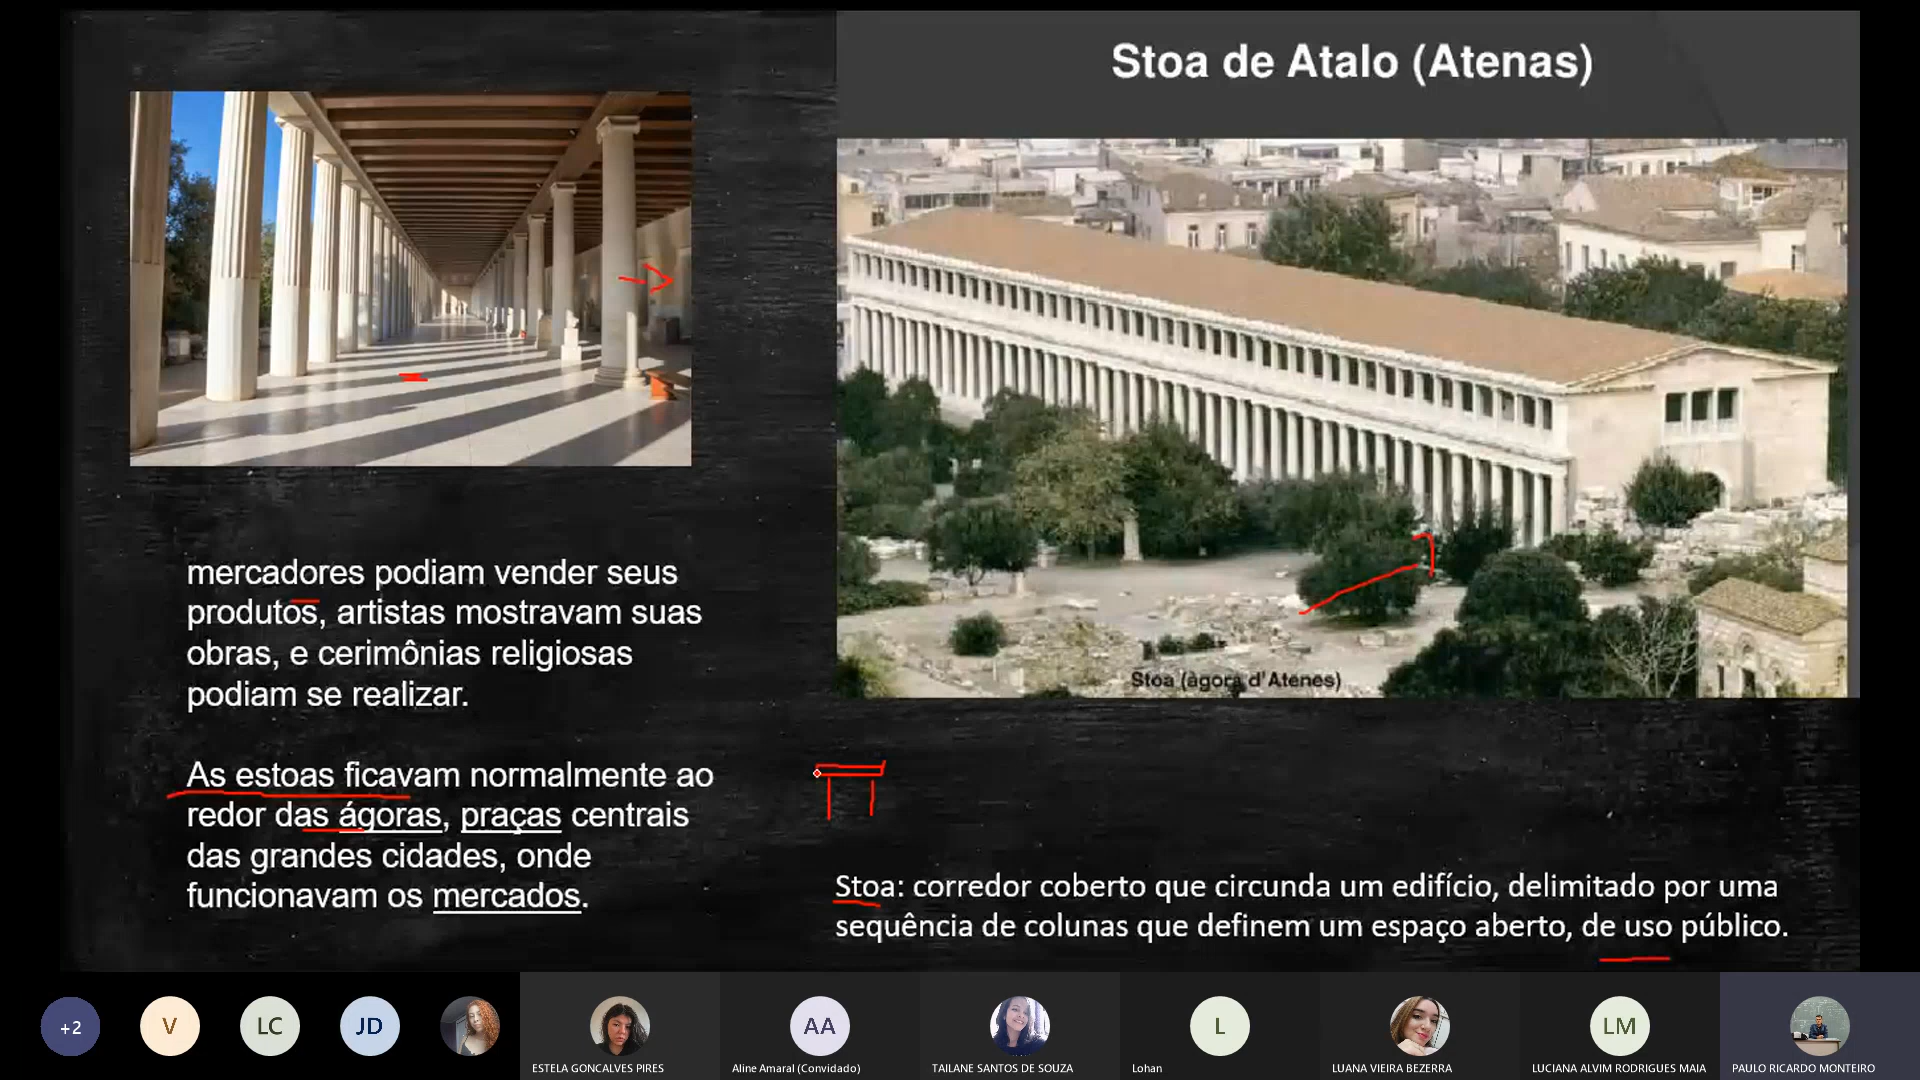 Stoa de Atalo (Atenas)
mercadores podiam vender seus
produtos, artistas mostravam suas
obras, e cerimônias religiosas
podiam se realizar.
As estoas ficavam normalmente ao
redor das ágoras, praças centrais
das grandes cidades, onde
funcionavam os mercados.
Stoa (àgora d'Atenes)
Stoa: corredor coberto que circunda um edifício, delimitado por uma
sequência de colunas que definem um espaço aberto, de uso público.
+2
V
LC
JD
ESTELA GONCALVES PIRES
AA
Aline Amaral (Convidado)
TAILANE SANTOS DE SOUZA
L
Lohan
LUANA VIEIRA BEZERRA
LM
LUCIANA ALVIM RODRIGUES MAIA
PAULO RICARDO MONTEIRO